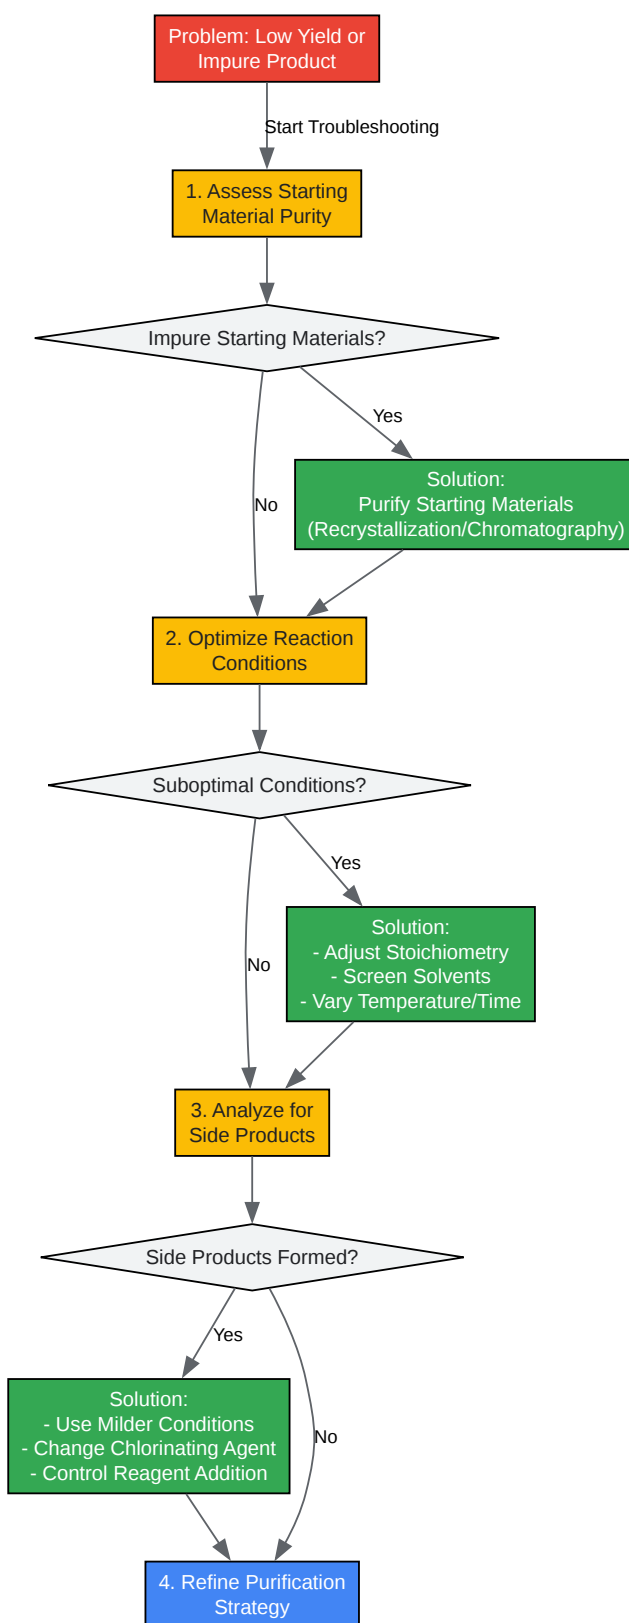 Problem: Low Yield or
Impure Product
Start Troubleshooting
1. Assess Starting
Material Purity
Impure Starting Materials?
Yes
No
Solution:
Purify Starting Materials
(Recrystallization/Chromatography)
2. Optimize Reaction
Conditions
Suboptimal Conditions?
Yes
No
Solution:
- Adjust Stoichiometry
- Screen Solvents
- Vary Temperature/Time
3. Analyze for
Side Products
Side Products Formed?
Yes
No
Solution:
- Use Milder Conditions
- Change Chlorinating Agent
- Control Reagent Addition
4. Refine Purification
Strategy